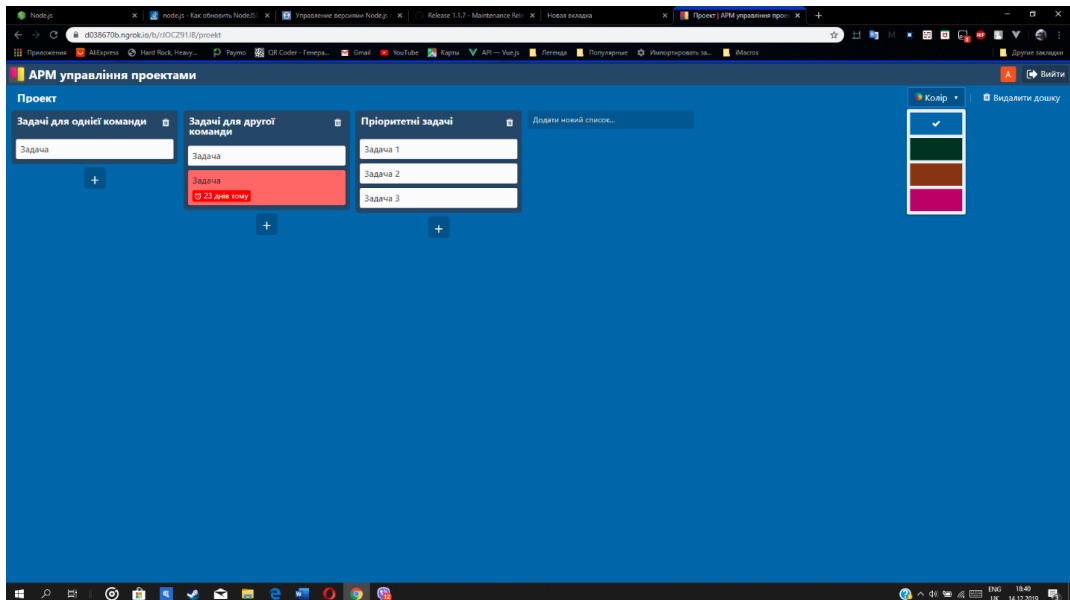 Node.js
node.js - Как обновить NodeJS
Управление версиями Node.js
Release 1.1.7 - Maintenance Rele
Новая вкладка
Проект | АРМ управління проек
d038670b.ngrok.io/b/rJOCZ91J8/proekt
Приложения
AliExpress
Hard Rock, Heavy...
Paymo
QR Coder - Генера...
Gmail
YouTube
Карты
API — Vue.js
Легенда
Популярные
Импортировать за...
iMacros
Другие закладки
АРМ управління проектами
A
Вийти
Проект
Колір
Видалити дошку
Задачі для однієї команди
Задача
+
Задачі для другої
команди
Задача
Задача
23 днів тому
+
Пріоритетні задачі
Задача 1
Задача 2
Задача 3
+
Додати новий список...
ENG
UK
18:40
14.12.2019